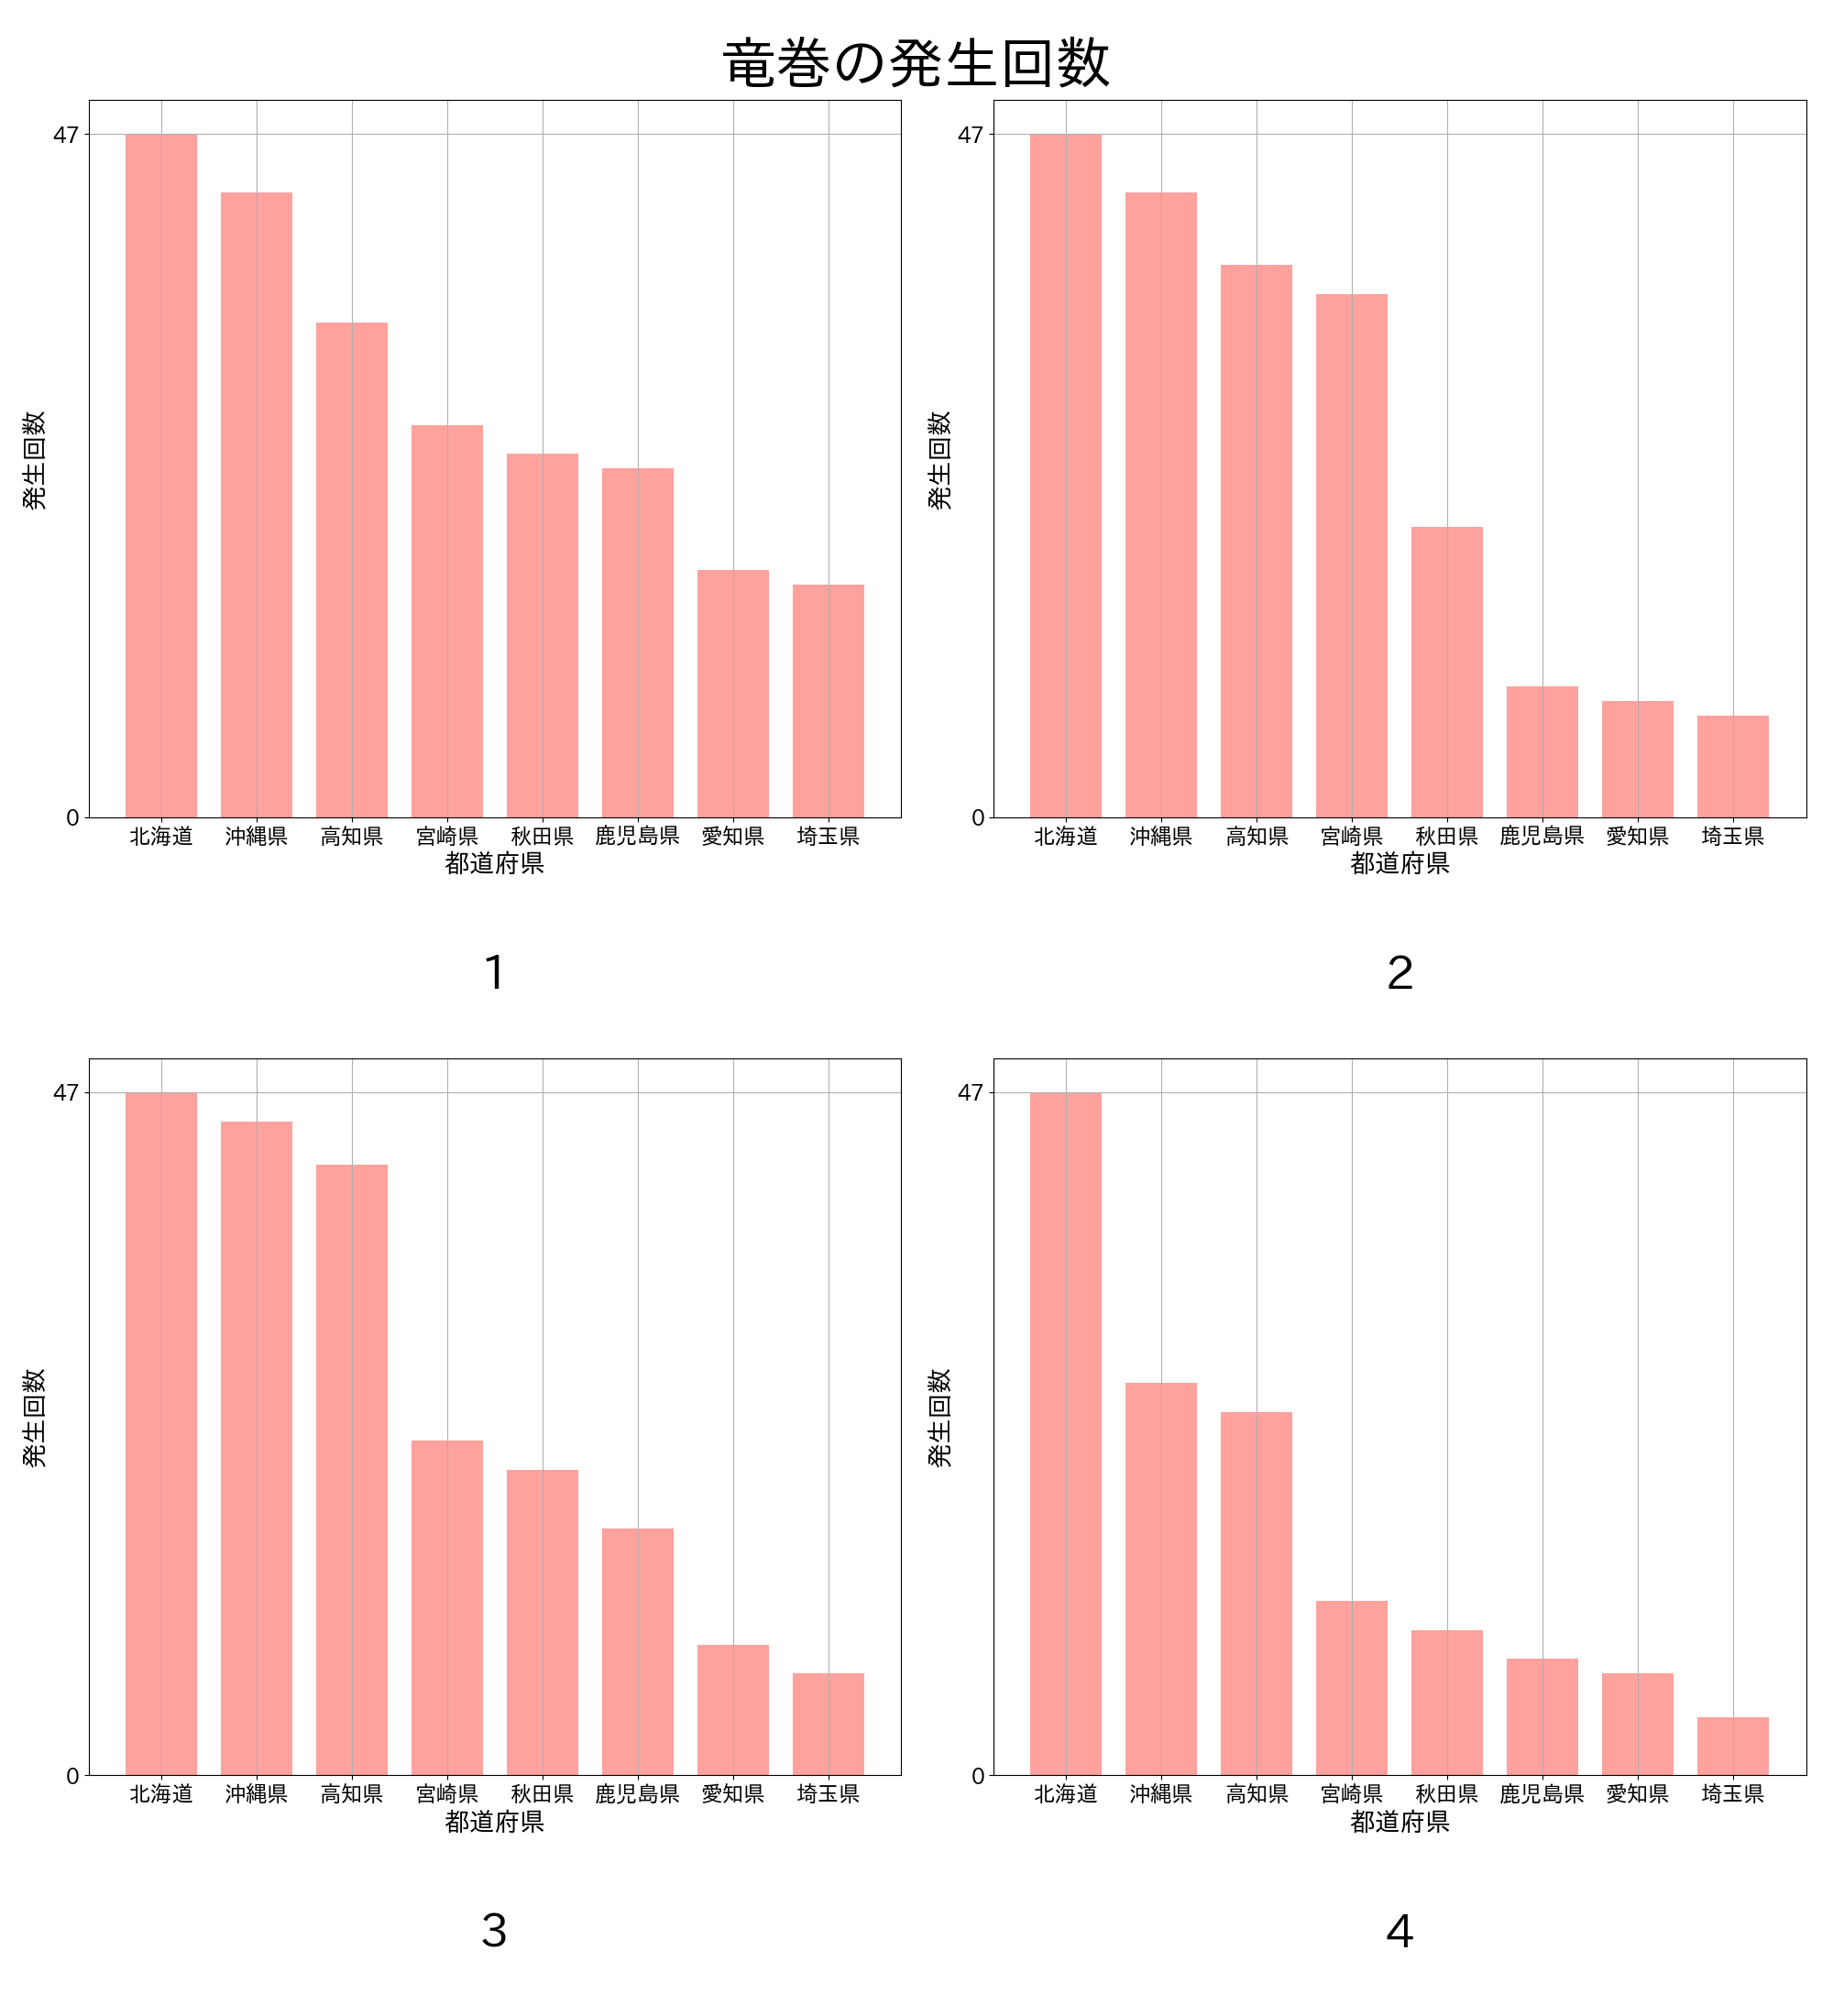 竜巻の発生回数
47
0
発生回数
北海道 沖縄県 高知県 宮崎県 秋田県 鹿児島県 愛知県 埼玉県
都道府県
1
47
0
発生回数
北海道 沖縄県 高知県 宮崎県 秋田県 鹿児島県 愛知県 埼玉県
都道府県
2
47
0
発生回数
北海道 沖縄県 高知県 宮崎県 秋田県 鹿児島県 愛知県 埼玉県
都道府県
3
47
0
発生回数
北海道 沖縄県 高知県 宮崎県 秋田県 鹿児島県 愛知県 埼玉県
都道府県
4